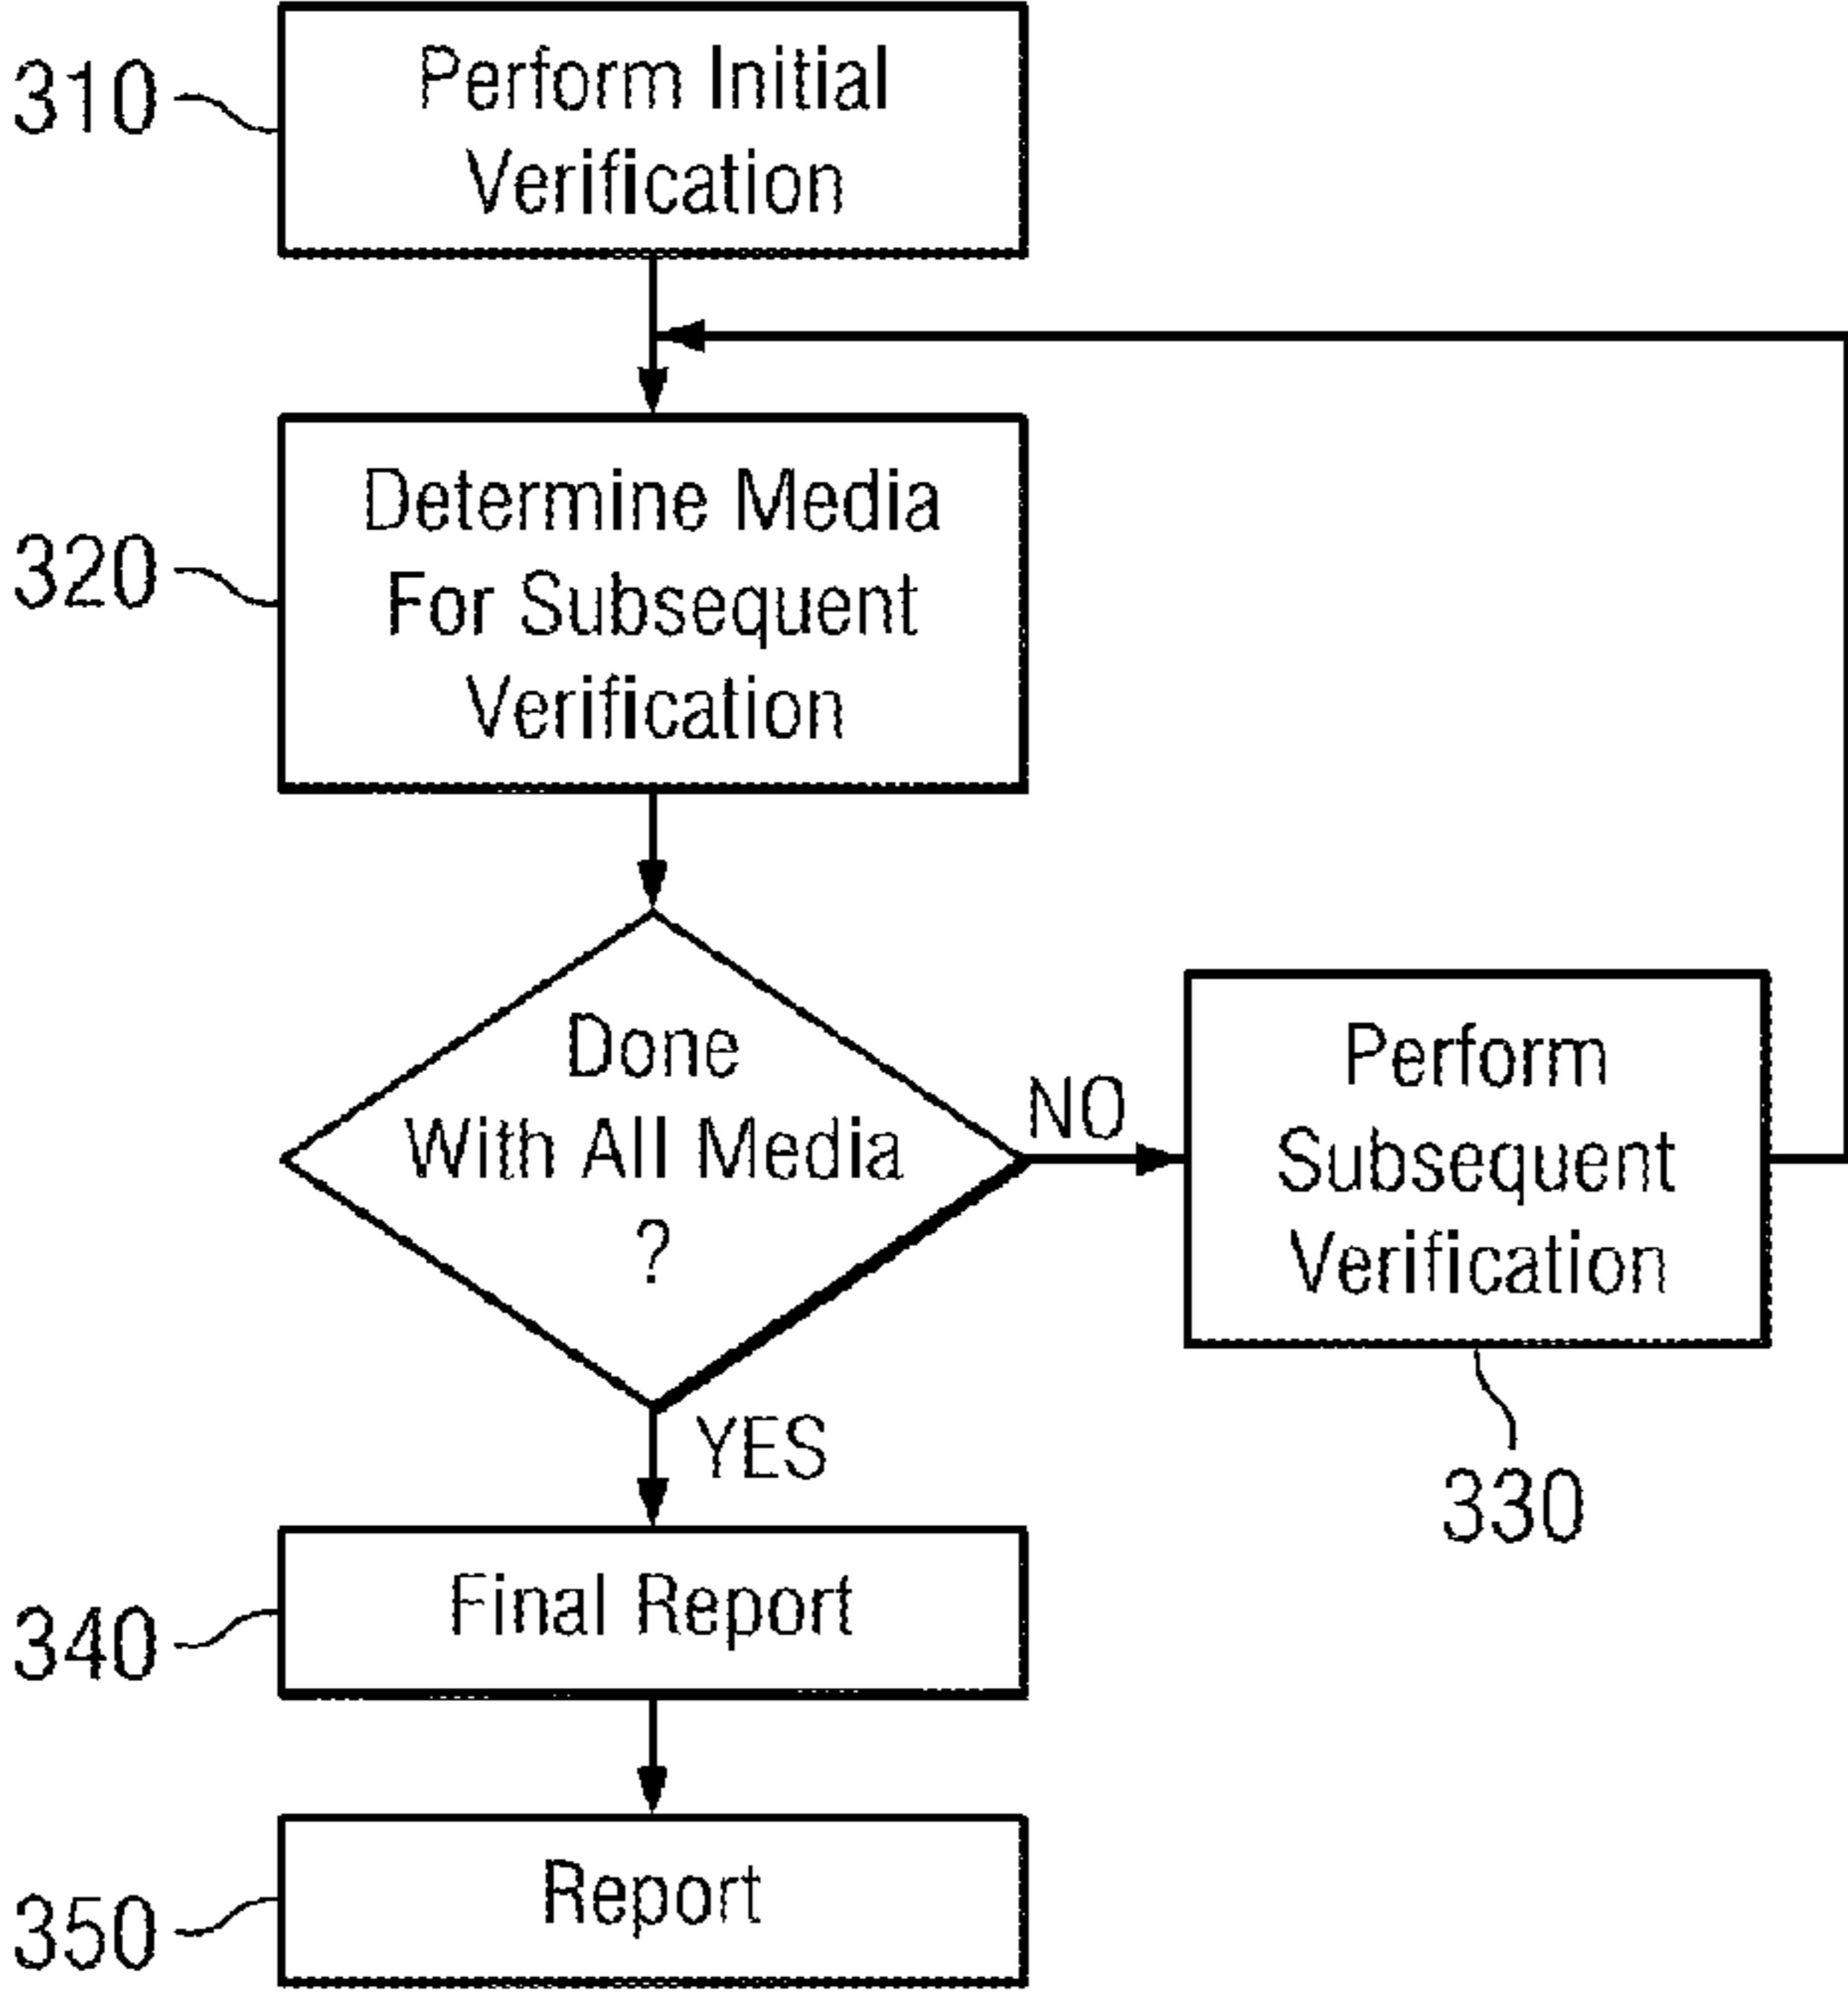 310
Perform Initial
Verification
320
Determine Media
For Subsequent
Verification
Done
With All Media
?
NO
Perform
Subsequent
Verification
330
YES
340
Final Report
350
Report